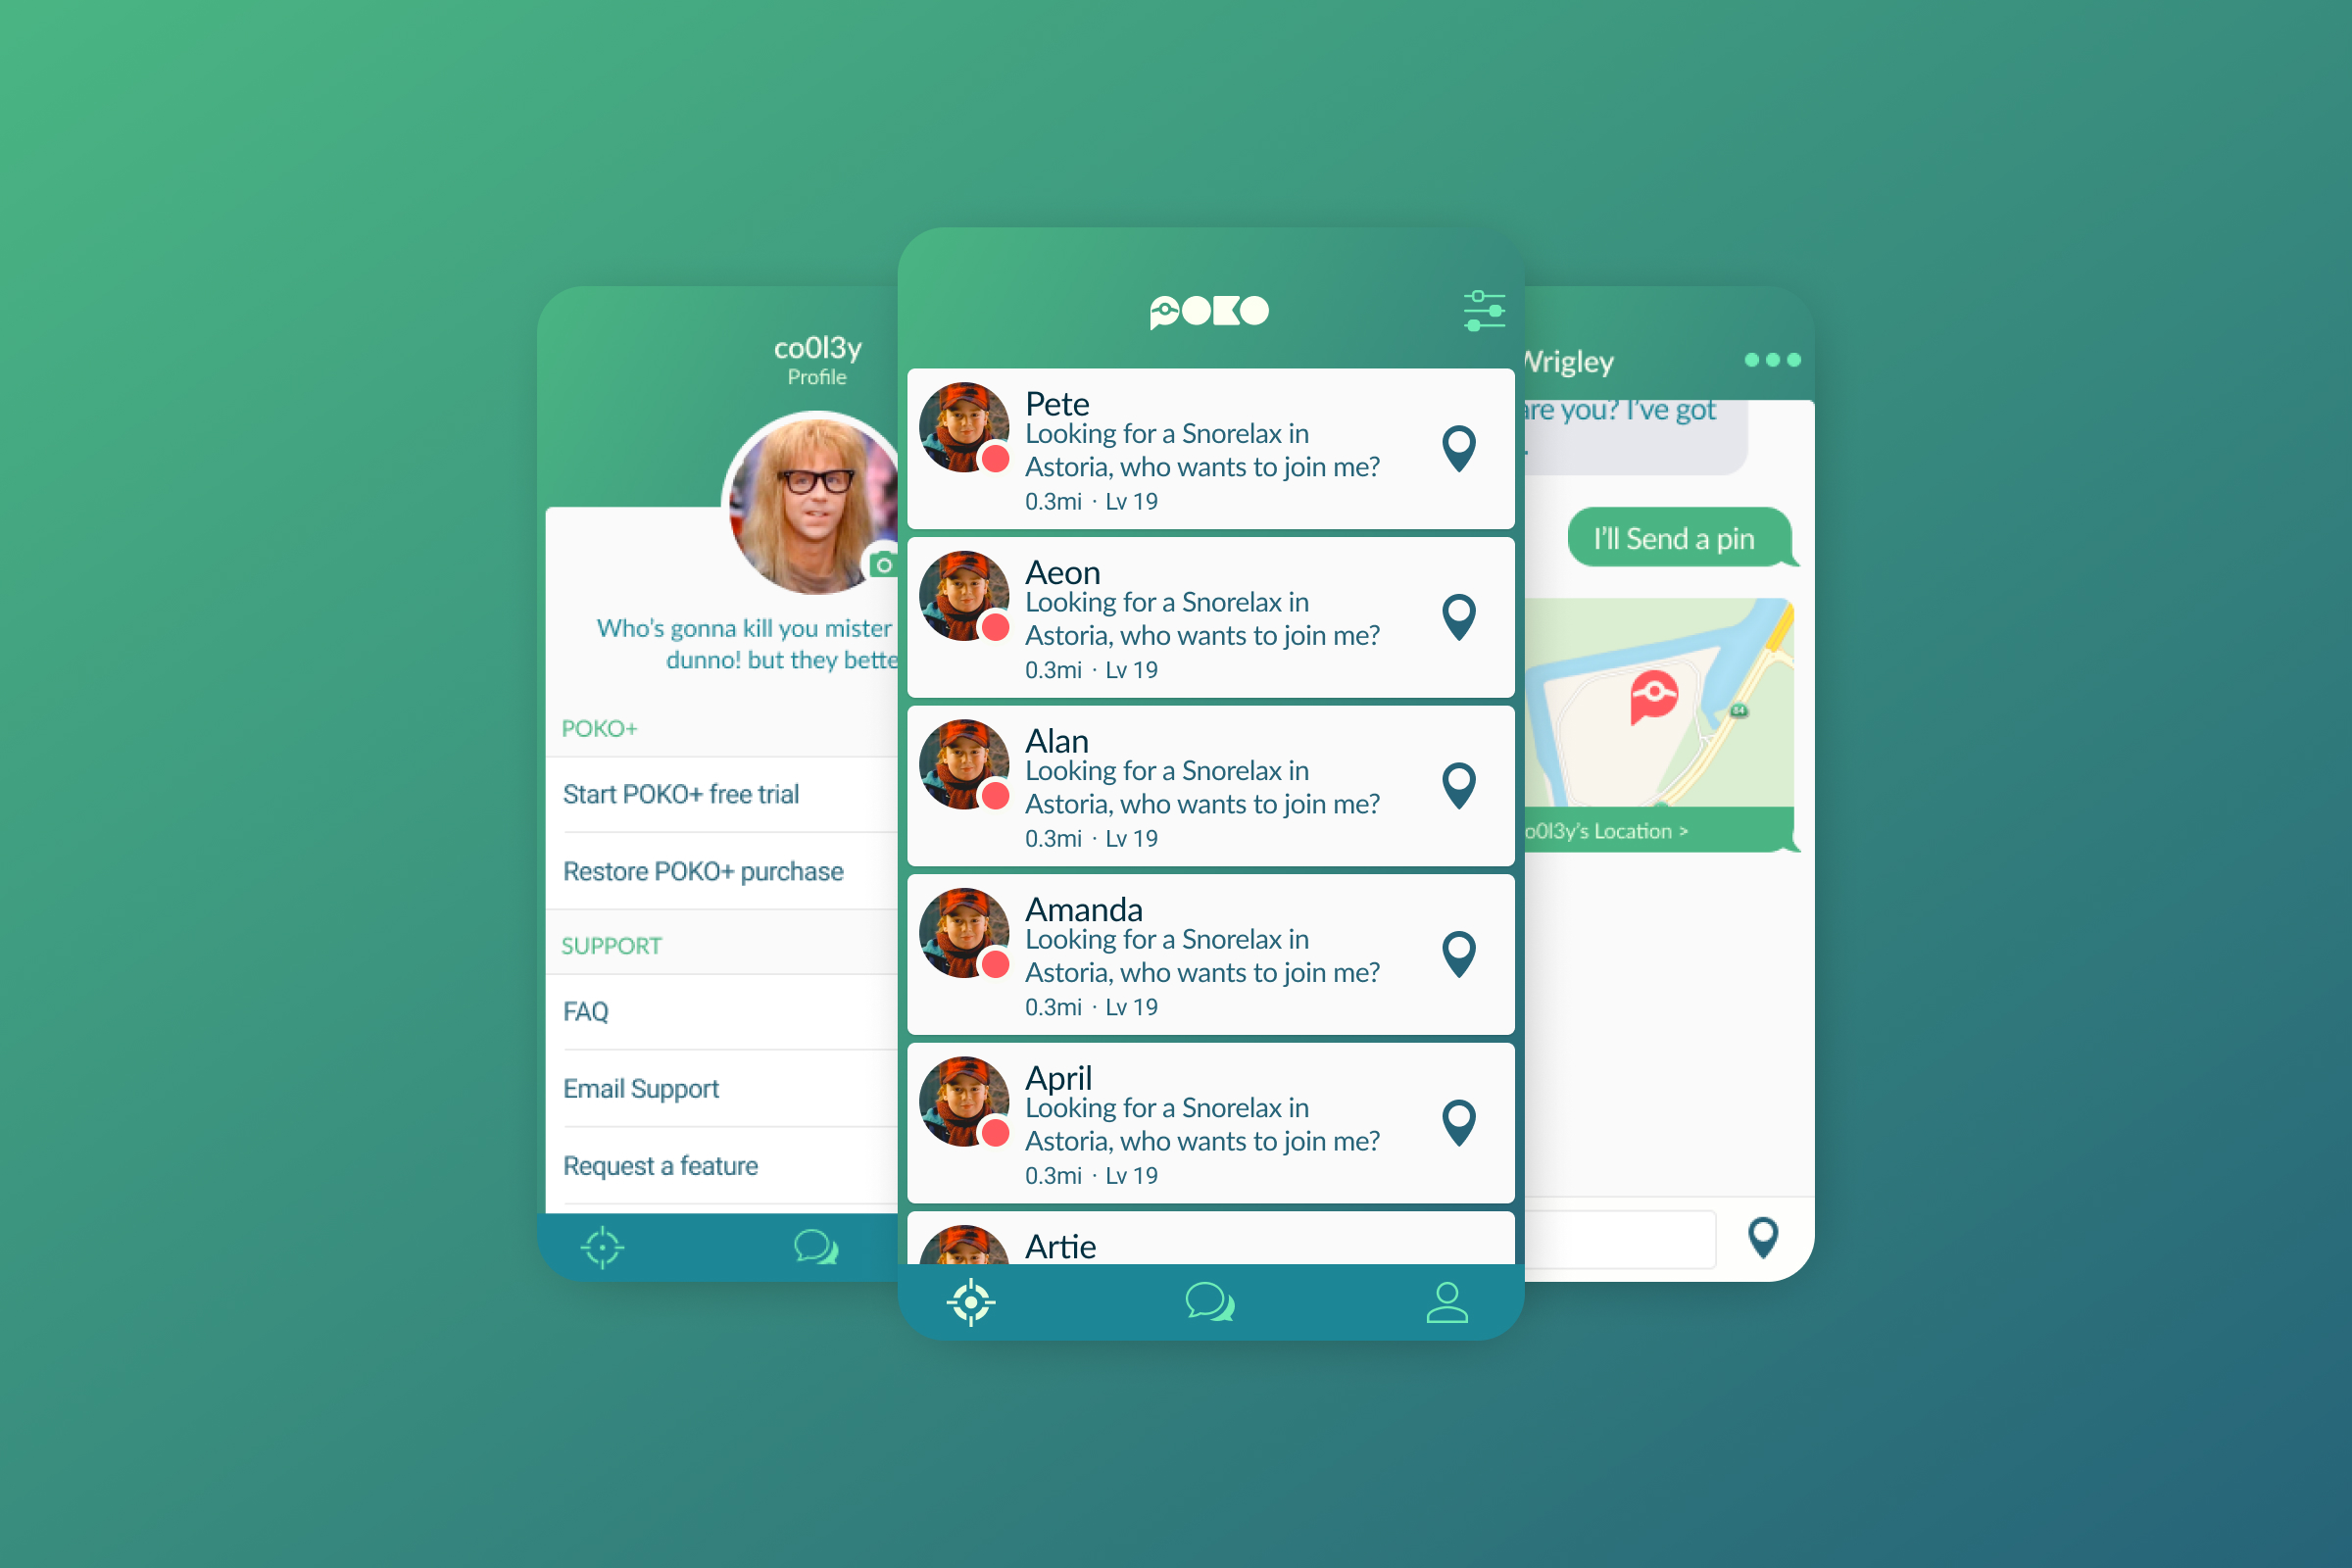 co0l3y
Profile
Who's gonna kill you mister
dunno! but they bette
POKO+
Start POKO+ free trial
Restore POKO+ purchase
SUPPORT
FAQ
Email Support
Request a feature
POKO
Pete
Looking for a Snorelax in
Astoria, who wants to join me?
0.3mi · Lv 19
Aeon
Looking for a Snorelax in
Astoria, who wants to join me?
0.3mi · Lv 19
Alan
Looking for a Snorelax in
Astoria, who wants to join me?
0.3mi · Lv 19
Amanda
Looking for a Snorelax in
Astoria, who wants to join me?
0.3mi · Lv 19
April
Looking for a Snorelax in
Astoria, who wants to join me?
0.3mi · Lv 19
Artie
Wrigley
are you? I've got
.
I'll Send a pin
84
o0l3y's Location >